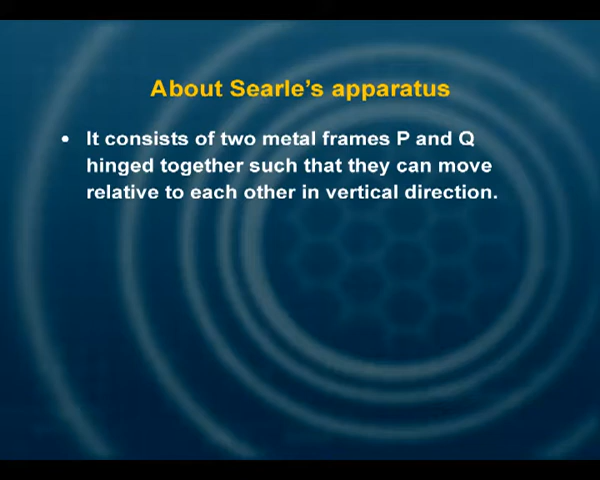 About Searle's apparatus
• It consists of two metal frames P and Q
hinged together such that they can move
relative to each other in vertical direction.